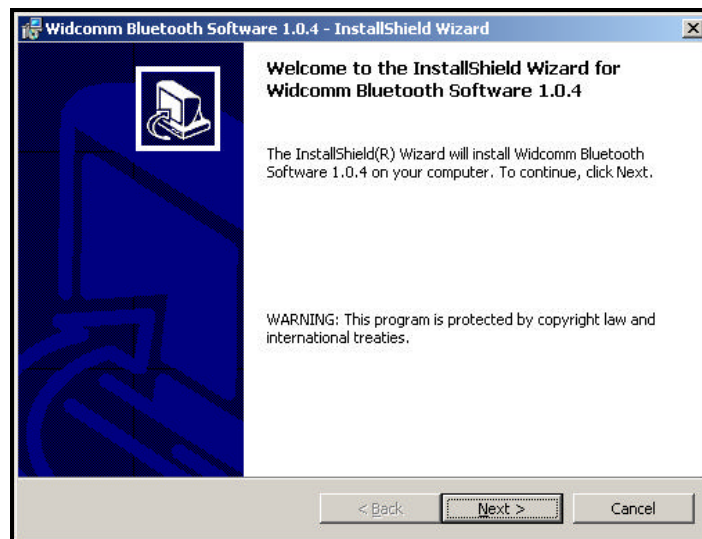 Widcomm Bluetooth Software 1.0.4 - InstallShield Wizard
Welcome to the InstallShield Wizard for
Widcomm Bluetooth Software 1.0.4
The InstallShield(R) Wizard will install Widcomm Bluetooth
Software 1.0.4 on your computer. To continue, click Next.
WARNING: This program is protected by copyright law and
international treaties.
< Back Next > Cancel